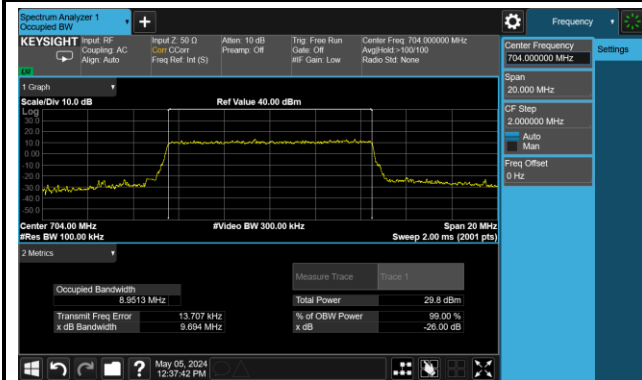 Spectrum Analyzer 1
Occupied BW
Frequency
KEYSIGHT
Input: RF
Coupling: AC
Align: Auto
Input Z: 50 Ω
Corr CCorr
Freq Ref: Int (S)
Atten: 10 dB
Preamp: Off
Trig: Free Run
Gate: Off
#IF Gain: Low
Center Freq: 704.000000 MHz
Avg|Hold:>100/100
Radio Std: None
Center Frequency
704.000000 MHz
Settings
Span
20.000 MHz
CF Step
2.000000 MHz
Auto
Man
Freq Offset
0 Hz
1 Graph
Scale/Div 10.0 dB
Ref Value 40.00 dBm
Log
30.0
20.0
10.0
0.00
-10.0
-20.0
-30.0
-40.0
-50.0
Center 704.00 MHz
#Video BW 300.00 kHz
Span 20 MHz
#Res BW 100.00 kHz
Sweep 2.00 ms (2001 pts)
2 Metrics
Measure Trace
Trace 1
Occupied Bandwidth
8.9513 MHz
Total Power
29.8 dBm
Transmit Freq Error
13.707 kHz
% of OBW Power
99.00 %
x dB Bandwidth
9.694 MHz
x dB
-26.00 dB
May 05, 2024
12:37:42 PM